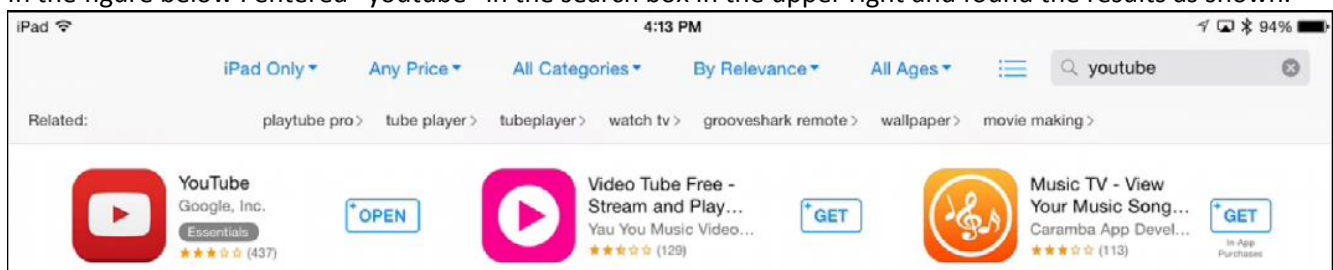 in the figure below I entered "youtube" in the search box in the upper right and found the results as shown.
iPad 4:13 PM 94%
iPad Only Any Price All Categories By Relevance All Ages youtube
Related: playtube pro tube player tubeplayer watch tv grooveshark remote wallpaper movie making
YouTube
Google, Inc.
Essentials
(437)
OPEN
Video Tube Free -
Stream and Play...
Yau You Music Video...
(129)
GET
Music TV - View
Your Music Song...
Caramba App Devel...
(113)
GET
In-App
Purchases